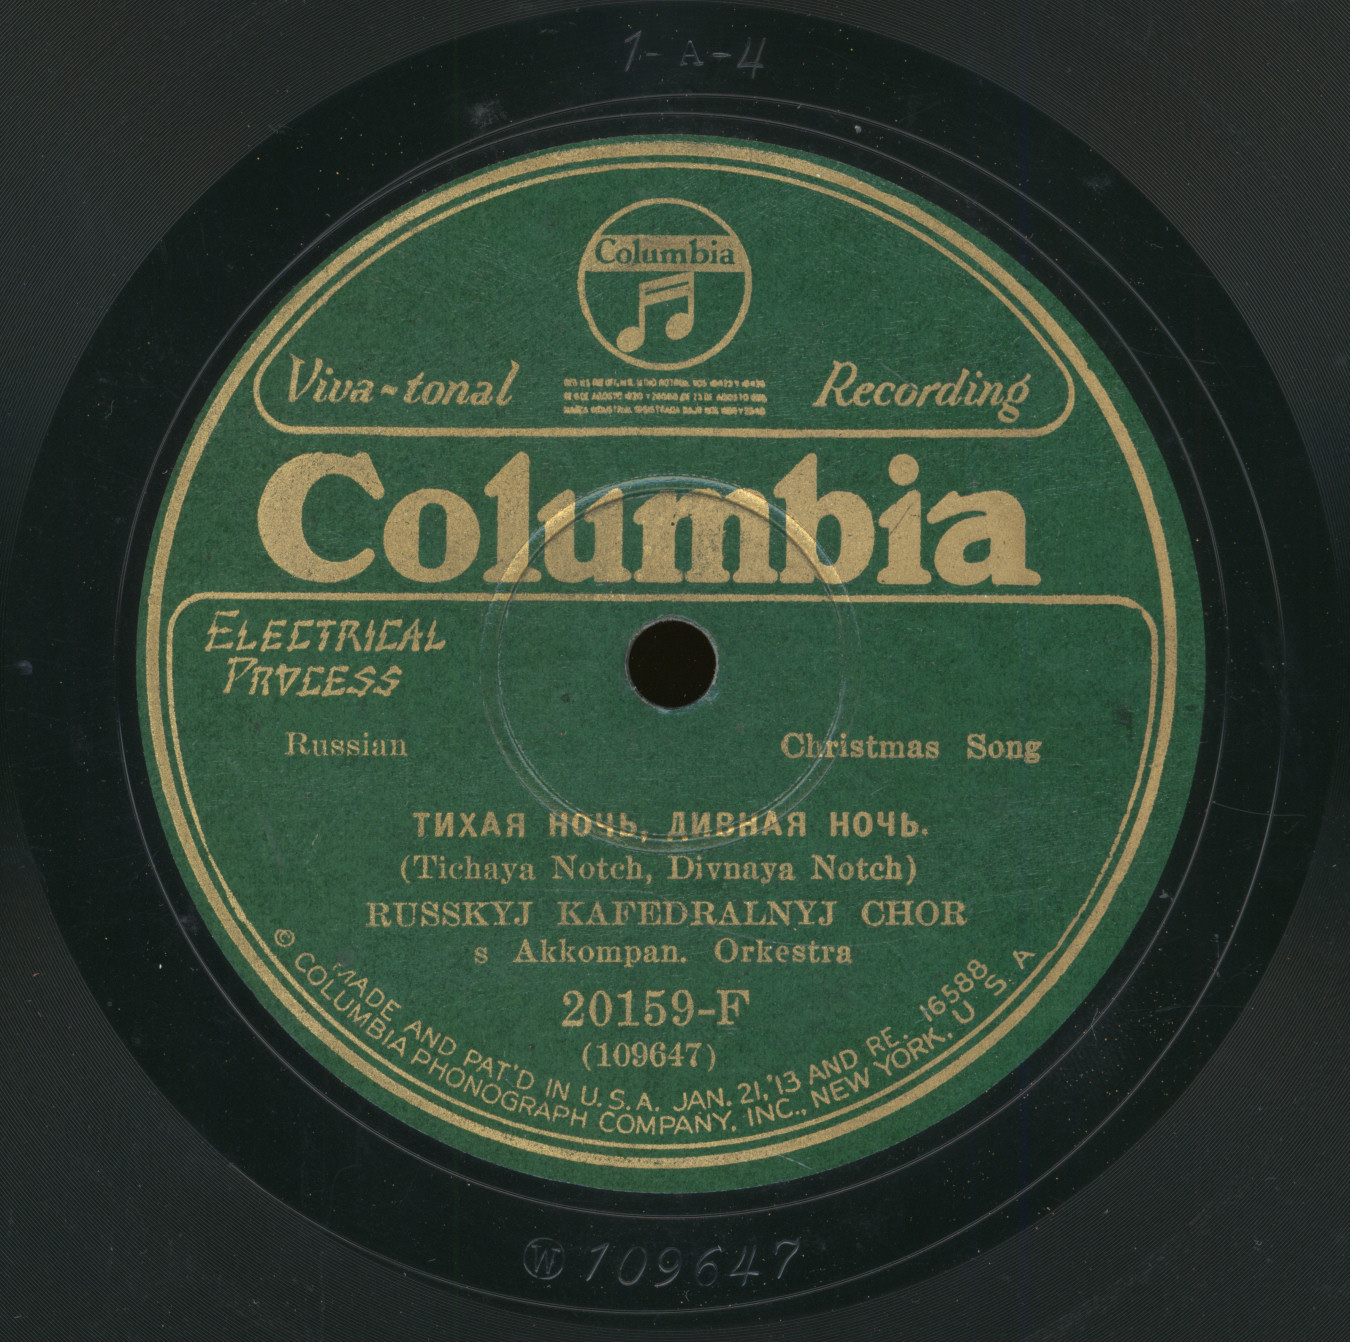 1-A-4
Columbia
Viva-tonal Recording
Columbia
ELECTRICAL
PROCESS
Russian Christmas Song
ТИХАЯ НОЧЬ, ДИВНАЯ НОЧЬ.
(Tichaya Notch, Divnaya Notch)
RUSSKYJ KAFEDRALNYJ CHOR
s Akkompan. Orkestra
20159-F
(109647)
MADE AND PAT'D IN U.S.A. JAN. 21, '13 AND RE. 16588
© COLUMBIA PHONOGRAPH COMPANY, INC., NEW YORK, U.S.A
W 109647